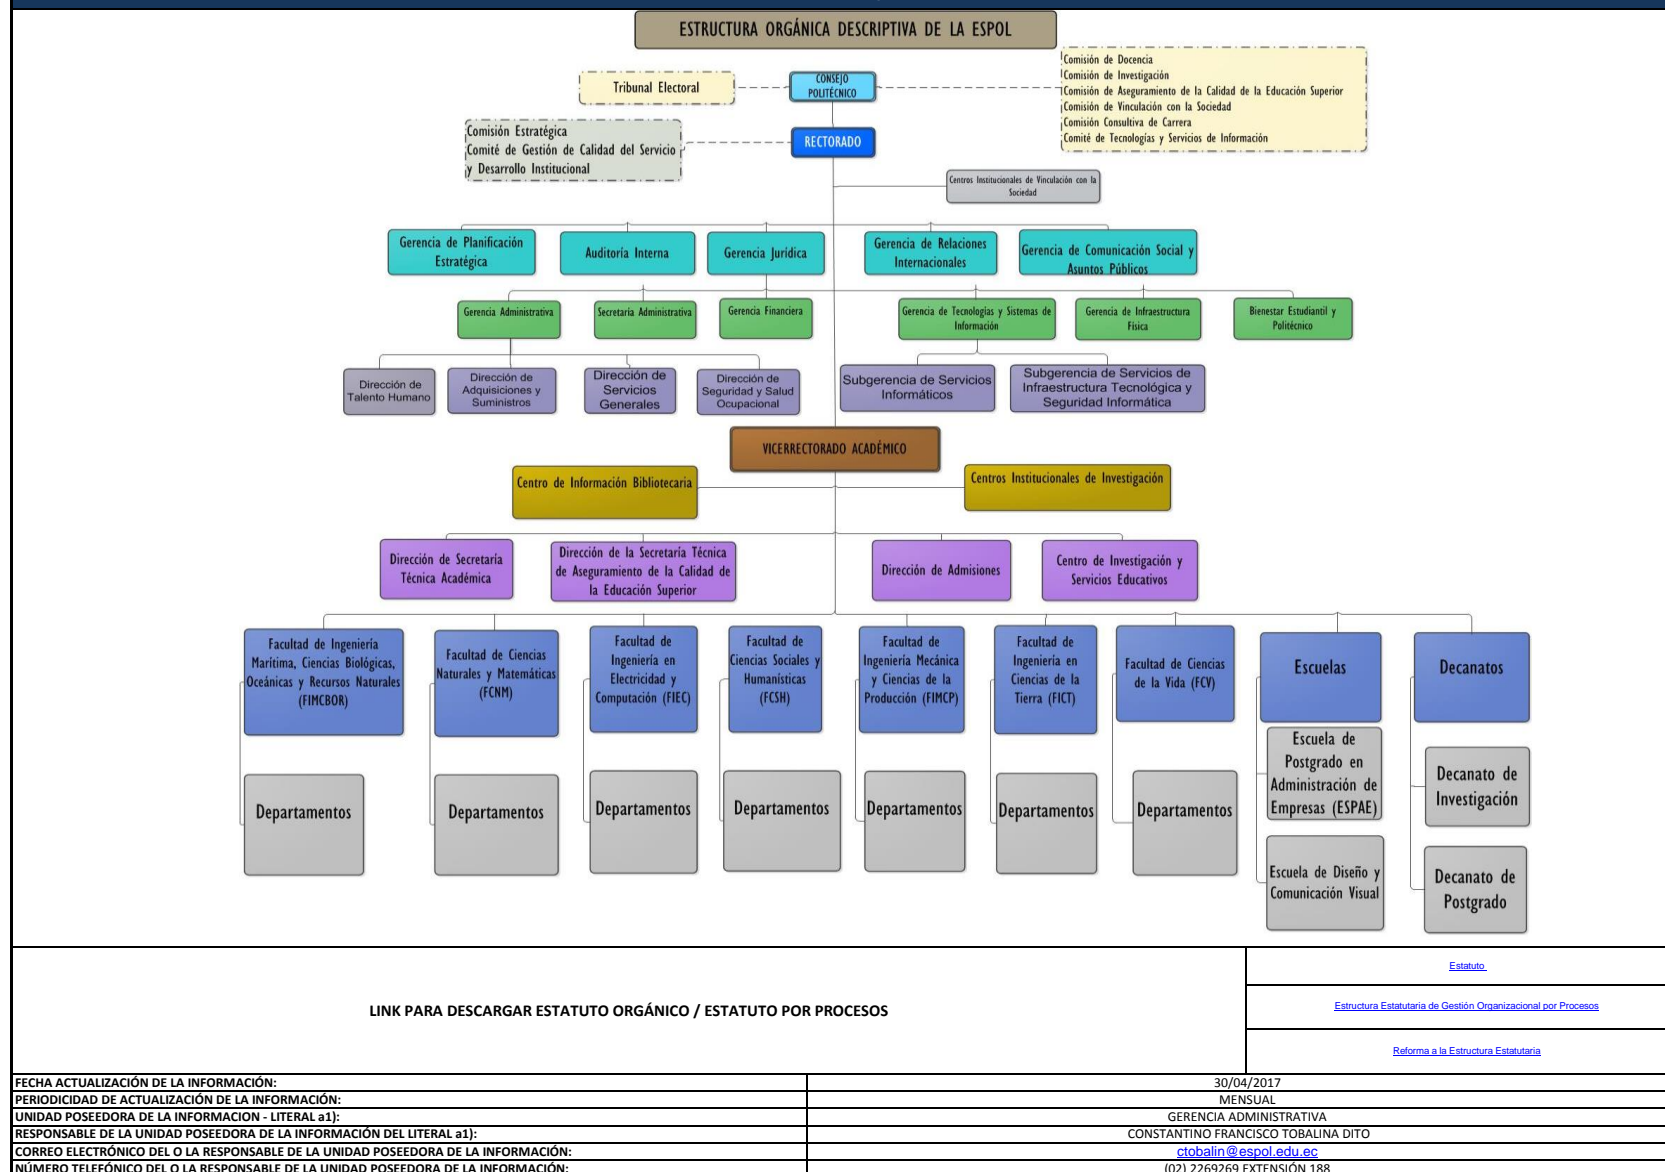 ESTRUCTURA ORGÁNICA DESCRIPTIVA DE LA ESPOL
Tribunal Electoral
CONSEJO
POLITÉCNICO
Comisión de Docencia
Comisión de Investigación
Comisión de Aseguramiento de la Calidad de la Educación Superior
Comisión de Vinculación con la Sociedad
Comisión Consultiva de Carrera
Comité de Tecnologías y Servicios de Información
Comisión Estratégica
Comité de Gestión de Calidad del Servicio
y Desarrollo Institucional
RECTORADO
Centros Institucionales de Vinculación con la
Sociedad
Gerencia de Planificación
Estratégica
Auditoría Interna
Gerencia Jurídica
Gerencia de Relaciones
Internacionales
Gerencia de Comunicación Social y
Asuntos Públicos
Gerencia Administrativa
Secretaría Administrativa
Gerencia Financiera
Gerencia de Tecnologías y Sistemas de
Información
Gerencia de Infraestructura
Física
Bienestar Estudiantil y
Politécnico
Dirección de
Talento Humano
Dirección de
Adquisiciones y
Suministros
Dirección de
Servicios
Generales
Dirección de
Seguridad y Salud
Ocupacional
Subgerencia de Servicios
Informáticos
Subgerencia de Servicios de
Infraestructura Tecnológica y
Seguridad Informática
VICERRECTORADO ACADÉMICO
Centro de Información Bibliotecaria
Centros Institucionales de Investigación
Dirección de Secretaría
Técnica Académica
Dirección de la Secretaría Técnica
de Aseguramiento de la Calidad de
la Educación Superior
Dirección de Admisiones
Centro de Investigación y
Servicios Educativos
Facultad de Ingeniería
Marítima, Ciencias Biológicas,
Oceánicas y Recursos Naturales
(FIMCBOR)
Facultad de Ciencias
Naturales y Matemáticas
(FCNM)
Facultad de
Ingeniería en
Electricidad y
Computación (FIEC)
Facultad de
Ciencias Sociales y
Humanísticas
(FCSH)
Facultad de
Ingeniería Mecánica
y Ciencias de la
Producción (FIMCP)
Facultad de
Ingeniería en
Ciencias de la
Tierra (FICT)
Facultad de Ciencias
de la Vida (FCV)
Escuelas
Decanatos
Departamentos
Departamentos
Departamentos
Departamentos
Departamentos
Departamentos
Departamentos
Escuela de
Postgrado en
Administración de
Empresas (ESPAE)
Escuela de Diseño y
Comunicación Visual
Decanato de
Investigación
Decanato de
Postgrado
LINK PARA DESCARGAR ESTATUTO ORGÁNICO / ESTATUTO POR PROCESOS
Estatuto
Estructura Estatutaria de Gestión Organizacional por Procesos
Reforma a la Estructura Estatutaria
FECHA ACTUALIZACIÓN DE LA INFORMACIÓN: 30/04/2017
PERIODICIDAD DE ACTUALIZACIÓN DE LA INFORMACIÓN: MENSUAL
UNIDAD POSEEDORA DE LA INFORMACION - LITERAL a1): GERENCIA ADMINISTRATIVA
RESPONSABLE DE LA UNIDAD POSEEDORA DE LA INFORMACIÓN DEL LITERAL a1): CONSTANTINO FRANCISCO TOBALINA DITO
CORREO ELECTRÓNICO DEL O LA RESPONSABLE DE LA UNIDAD POSEEDORA DE LA INFORMACIÓN: ctobalin@espol.edu.ec
NÚMERO TELEFÓNICO DEL O LA RESPONSABLE DE LA UNIDAD POSEEDORA DE LA INFORMACIÓN: (02) 2269269 EXTENSIÓN 188